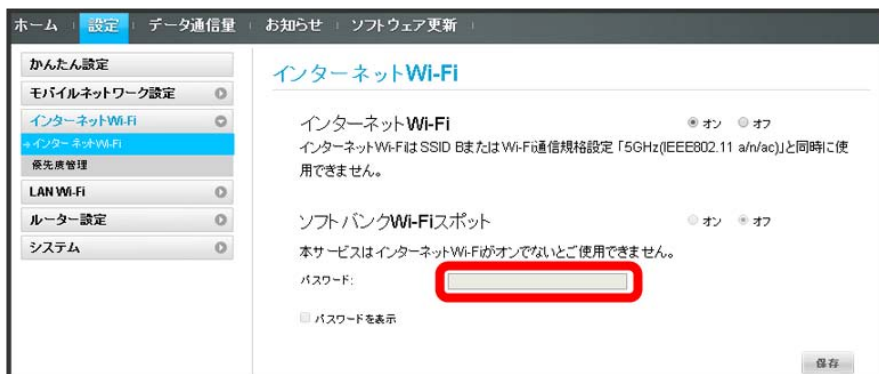 ホーム 設定 データ通信量 お知らせ ソフトウェア更新
かんたん設定
モバイルネットワーク設定
インターネットWi-Fi
インターネットWi-Fi
優先度管理
LAN Wi-Fi
ルーター設定
システム
インターネットWi-Fi
インターネットWi-Fi オン オフ
インターネットWi-FiはSSID BまたはWi-Fi通信規格設定「5GHz(IEEE802.11 a/n/ac)」と同時に使
用できません。
ソフトバンクWi-Fiスポット オン オフ
本サービスはインターネットWi-Fiがオンでないとご使用できません。
パスワード:
パスワードを表示
保存